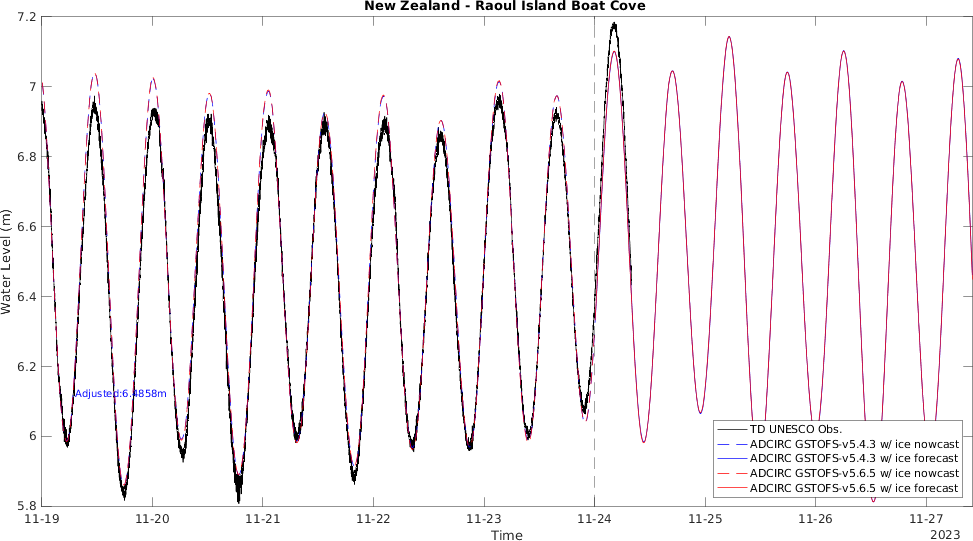 New Zealand - Raoul Island Boat Cove
7.2
7
6.8
6.6
6.4
6.2
6
5.8
Water Level (m)
Adjusted:6.4858m
TD UNESCO Obs.
ADCIRC GSTOFS-v5.4.3 w/ ice nowcast
ADCIRC GSTOFS-v5.4.3 w/ ice forecast
ADCIRC GSTOFS-v5.6.5 w/ ice nowcast
ADCIRC GSTOFS-v5.6.5 w/ ice forecast
11-19 11-20 11-21 11-22 11-23 11-24 11-25 11-26 11-27
Time
2023